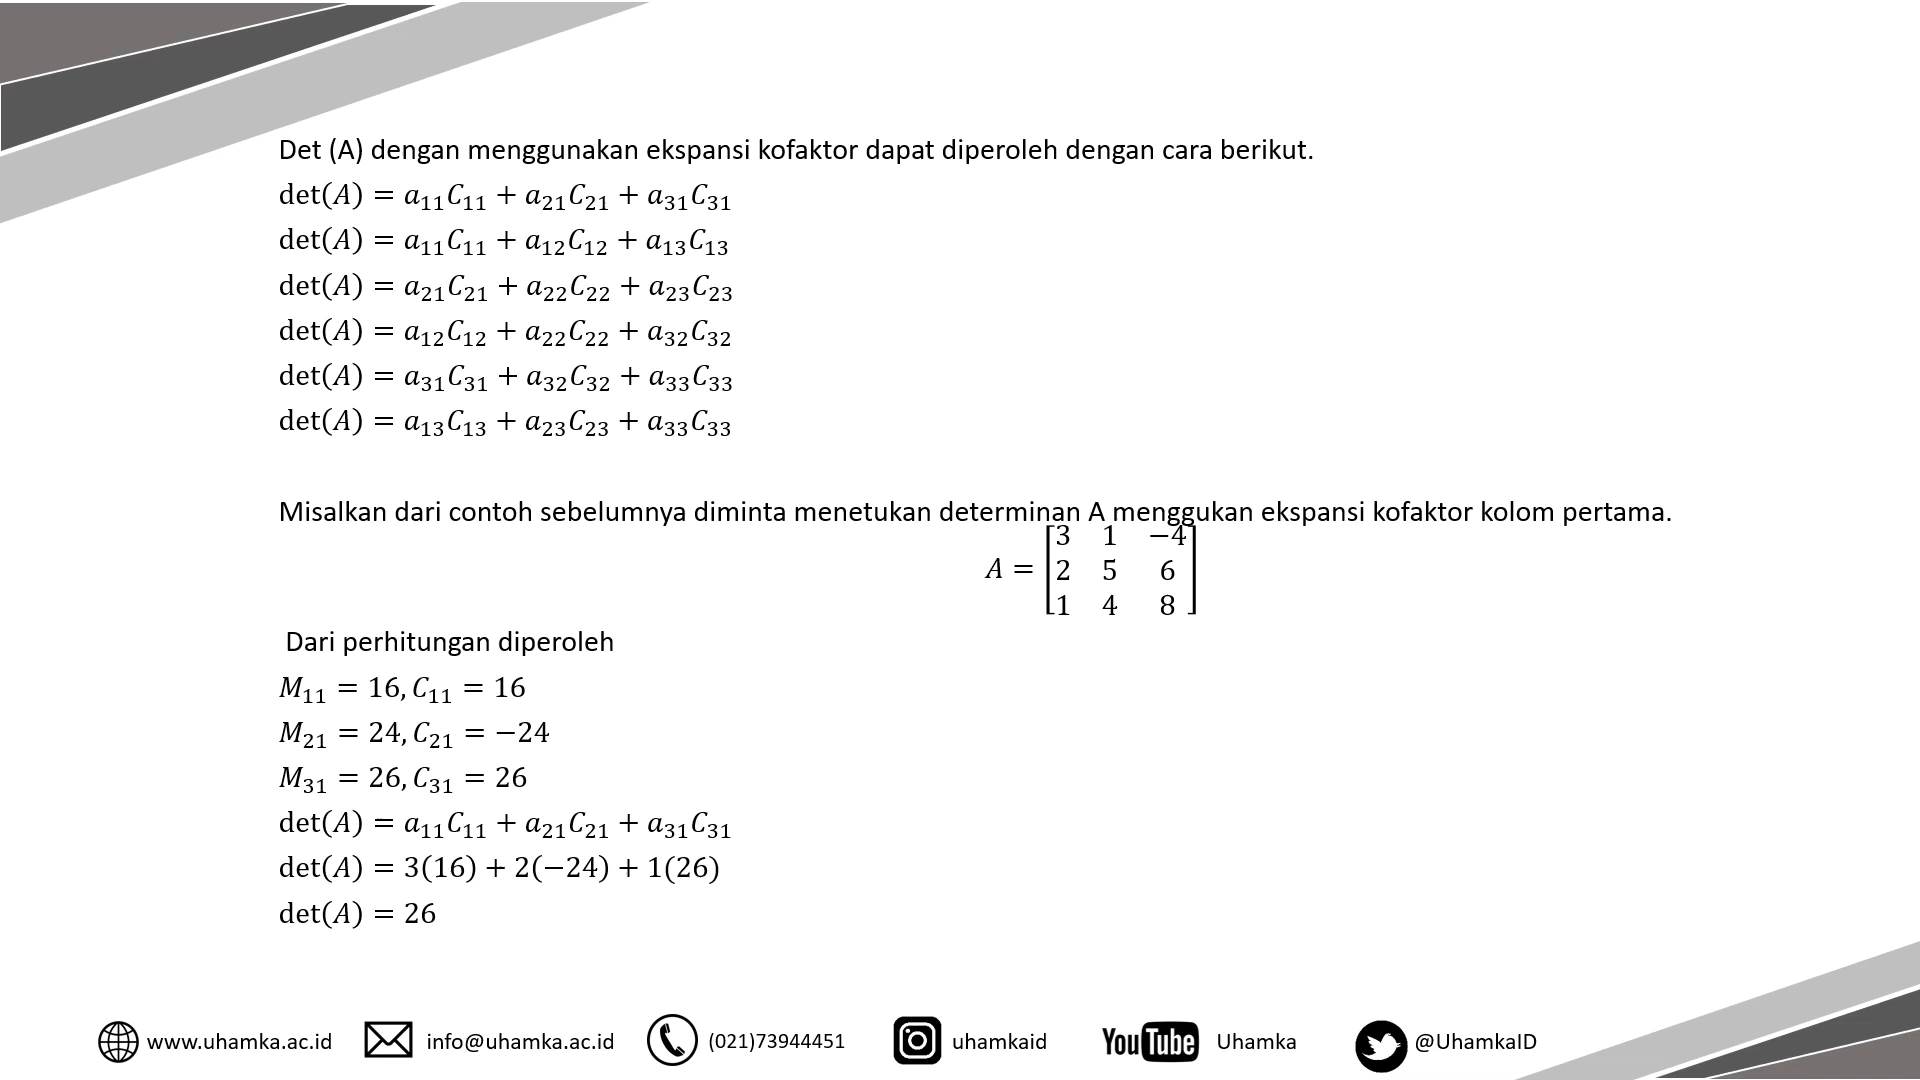 Det (A) dengan menggunakan ekspansi kofaktor dapat diperoleh dengan cara berikut.
det(A) = a₁₁C₁₁ + a₂₁C₂₁ + a₃₁C₃₁
det(A) = a₁₁C₁₁ + a₁₂C₁₂ + a₁₃C₁₃
det(A) = a₂₁C₂₁ + a₂₂C₂₂ + a₂₃C₂₃
det(A) = a₁₂C₁₂ + a₂₂C₂₂ + a₃₂C₃₂
det(A) = a₃₁C₃₁ + a₃₂C₃₂ + a₃₃C₃₃
det(A) = a₁₃C₁₃ + a₂₃C₂₃ + a₃₃C₃₃
Misalkan dari contoh sebelumnya diminta menetukan determinan A menggukan ekspansi kofaktor kolom pertama.
3 1 −4
A = 2 5 6
1 4 8
Dari perhitungan diperoleh
M₁₁ = 16, C₁₁ = 16
M₂₁ = 24, C₂₁ = −24
M₃₁ = 26, C₃₁ = 26
det(A) = a₁₁C₁₁ + a₂₁C₂₁ + a₃₁C₃₁
det(A) = 3(16) + 2(−24) + 1(26)
det(A) = 26
www.uhamka.ac.id info@uhamka.ac.id (021)73944451 uhamkaid YouTube Uhamka @UhamkaID